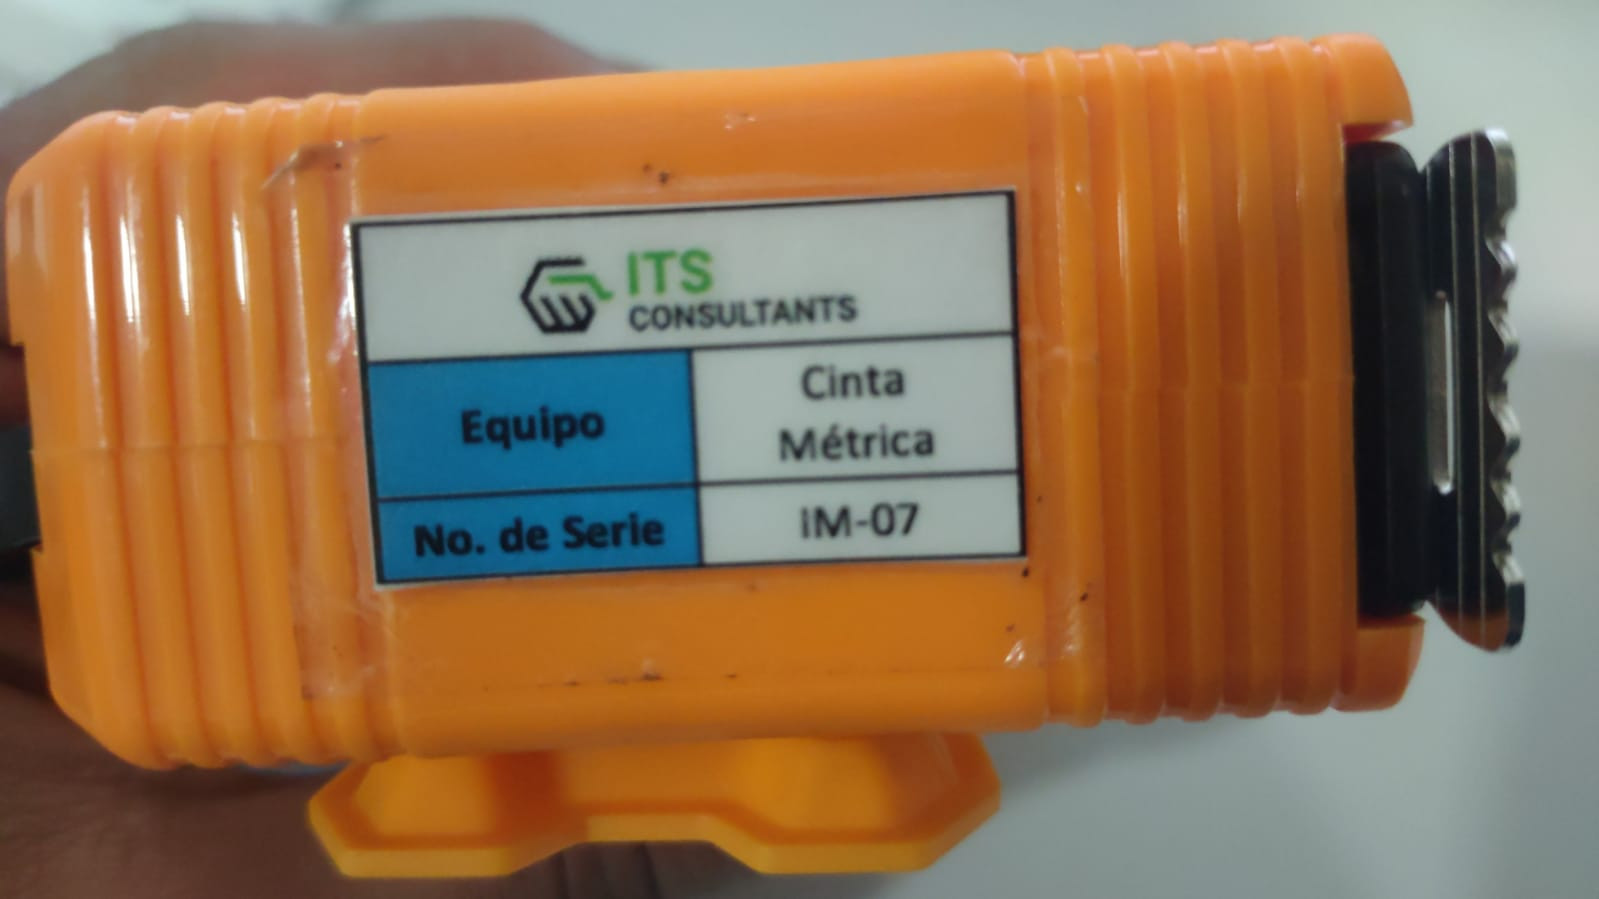 ITS
CONSULTANTS
Equipo
Cinta
Métrica
No. de Serie
IM-07